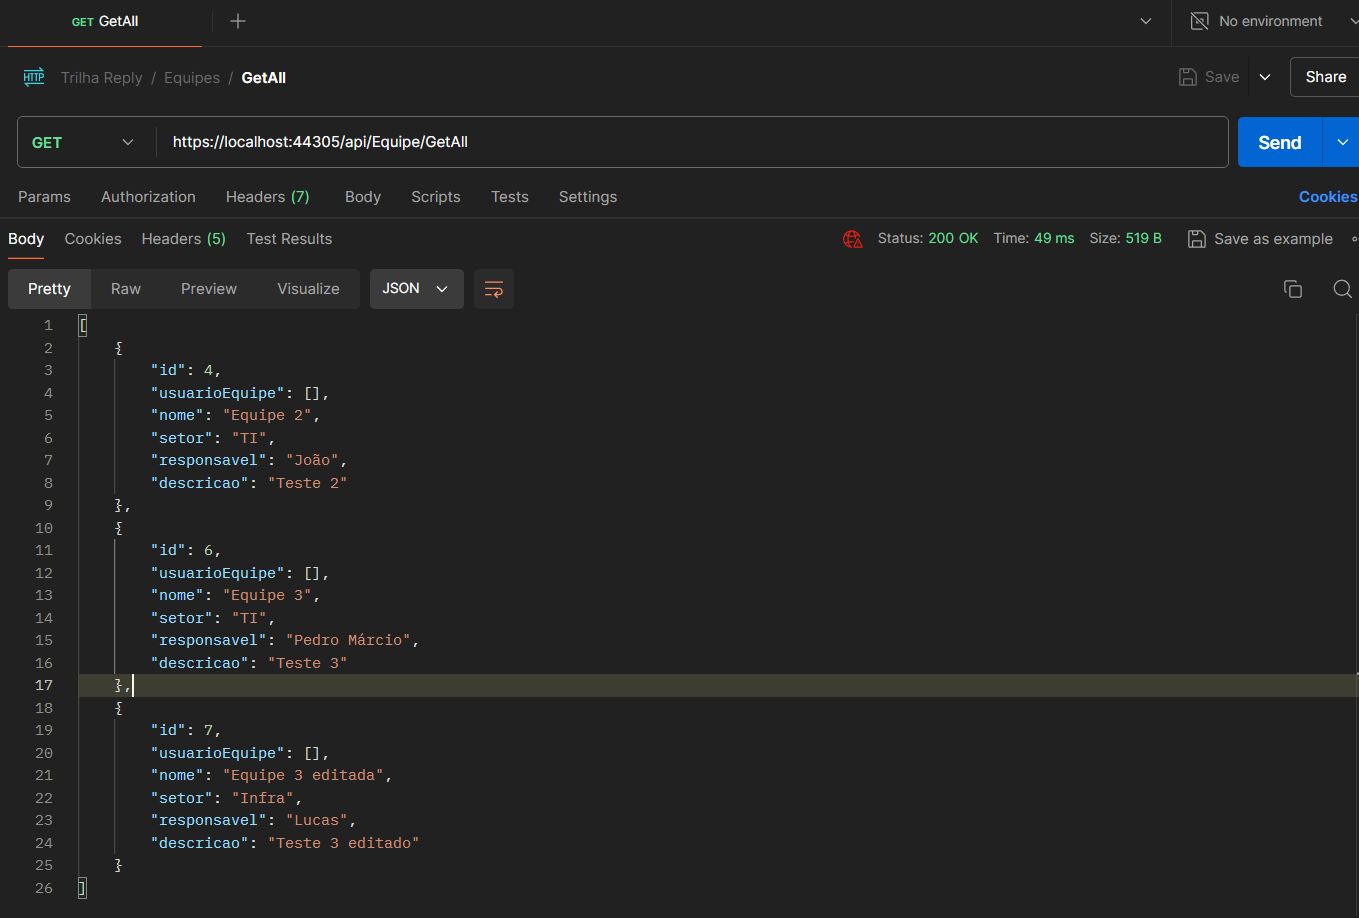 GET GetAll
No environment
HTTP Trilha Reply / Equipes / GetAll
Save
Share
GET https://localhost:44305/api/Equipe/GetAll
Send
Params Authorization Headers (7) Body Scripts Tests Settings Cookies
Body Cookies Headers (5) Test Results Status: 200 OK Time: 49 ms Size: 519 B Save as example
Pretty Raw Preview Visualize JSON
1 [
2 {
3 "id": 4,
4 "usuarioEquipe": [],
5 "nome": "Equipe 2",
6 "setor": "TI",
7 "responsavel": "João",
8 "descricao": "Teste 2"
9 },
10 {
11 "id": 6,
12 "usuarioEquipe": [],
13 "nome": "Equipe 3",
14 "setor": "TI",
15 "responsavel": "Pedro Márcio",
16 "descricao": "Teste 3"
17 },
18 {
19 "id": 7,
20 "usuarioEquipe": [],
21 "nome": "Equipe 3 editada",
22 "setor": "Infra",
23 "responsavel": "Lucas",
24 "descricao": "Teste 3 editado"
25 }
26 ]